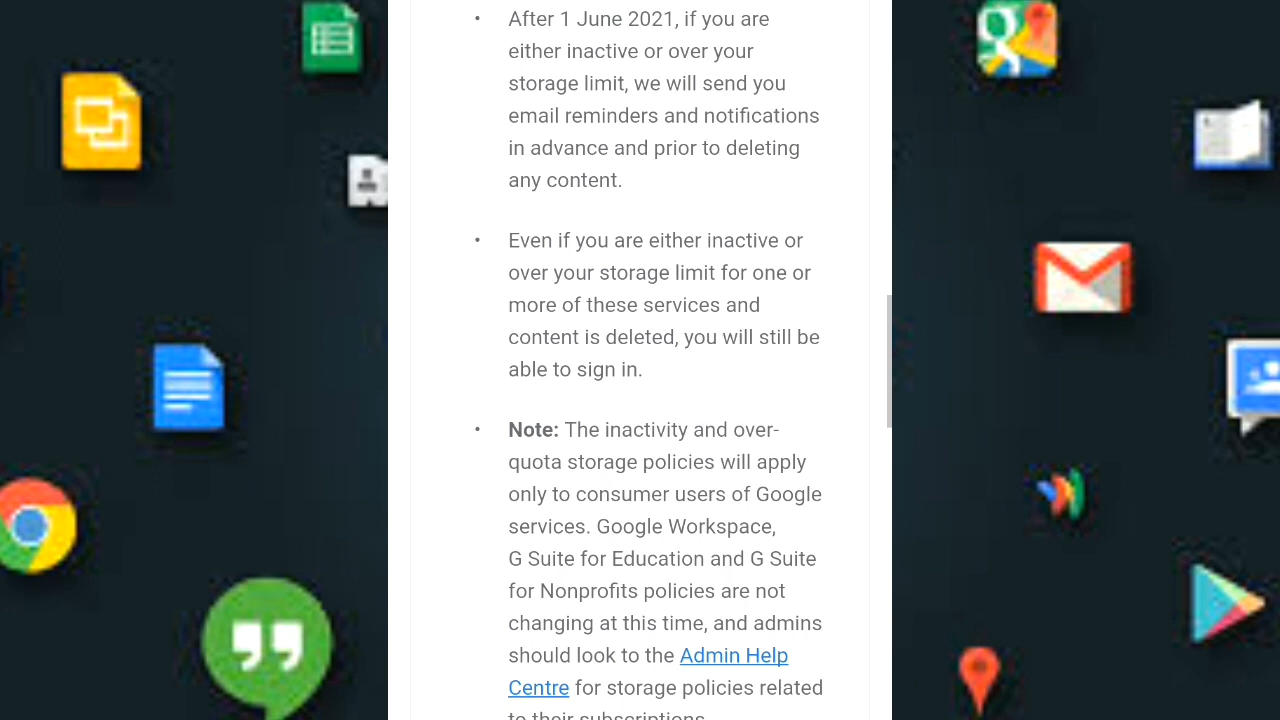 • After 1 June 2021, if you are
either inactive or over your
storage limit, we will send you
email reminders and notifications
in advance and prior to deleting
any content.
• Even if you are either inactive or
over your storage limit for one or
more of these services and
content is deleted, you will still be
able to sign in.
• Note: The inactivity and over-
quota storage policies will apply
only to consumer users of Google
services. Google Workspace,
G Suite for Education and G Suite
for Nonprofits policies are not
changing at this time, and admins
should look to the Admin Help
Centre for storage policies related
to their subscriptions.